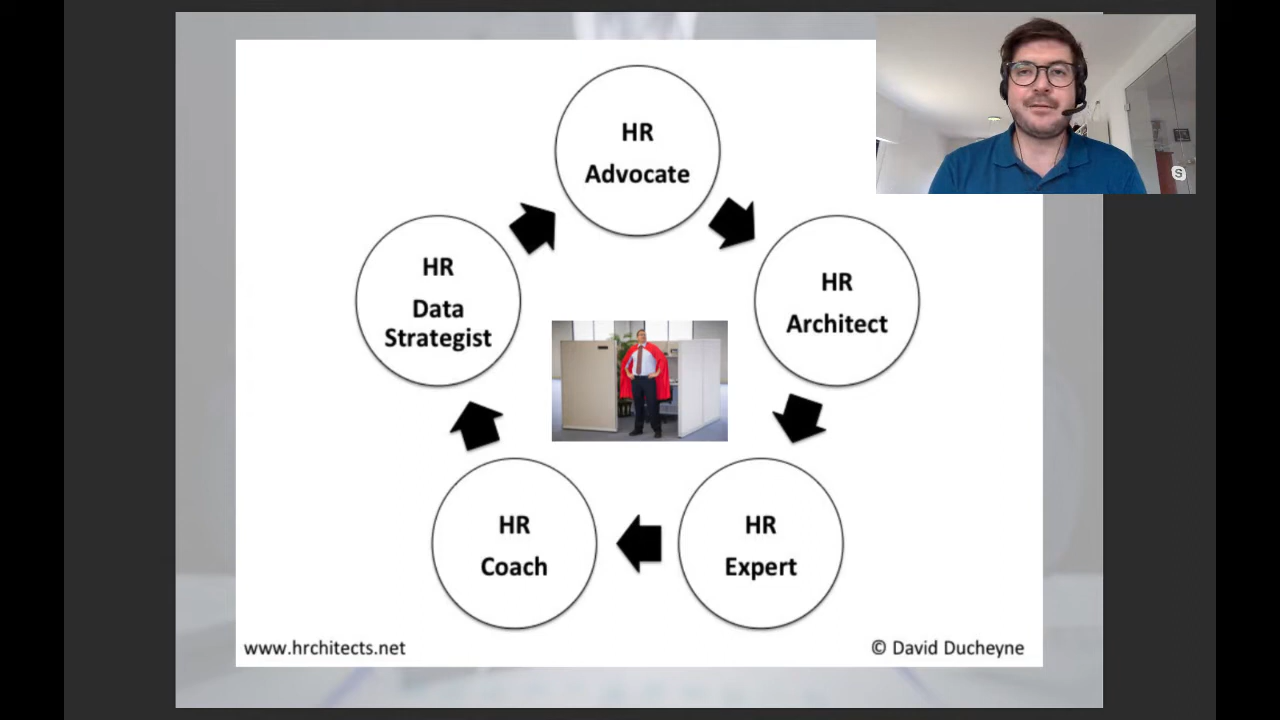 HR
Advocate
HR
Architect
HR
Expert
HR
Coach
HR
Data
Strategist
www.hrchitects.net
© David Ducheyne